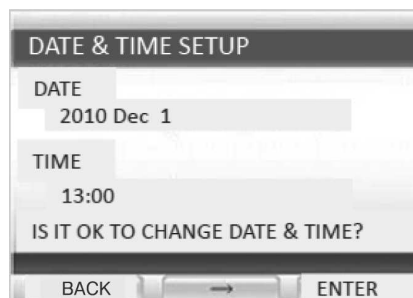 DATE & TIME SETUP
DATE
2010 Dec 1
TIME
13:00
IS IT OK TO CHANGE DATE & TIME?
BACK → ENTER